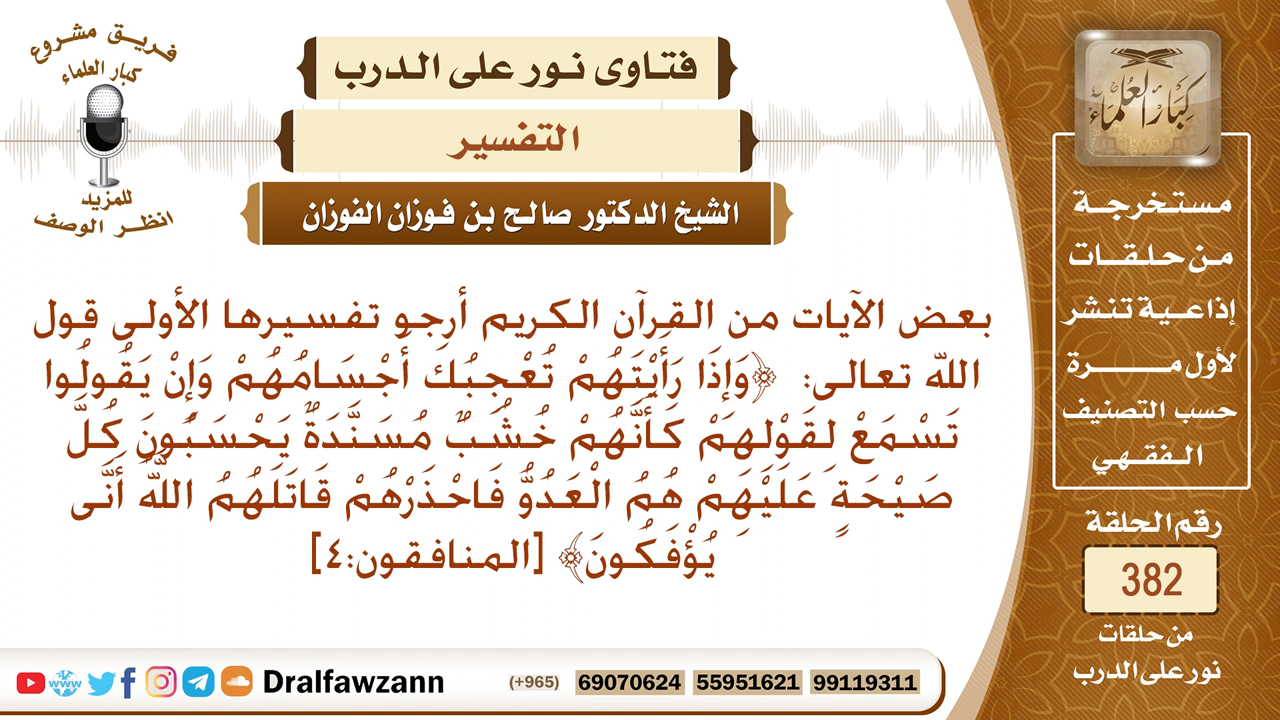 فريق مشروع
كبار العلماء
للمزيد
انظر الوصف
فتاوى نور على الدرب
التفسير
الشيخ الدكتور صالح بن فوزان الفوزان
بعض الآيات من القرآن الكريم أرجو تفسيرها الأولى قول
الله تعالى: ﴿وَإِذَا رَأَيْتَهُمْ تُعْجِبُكَ أَجْسَامُهُمْ وَإِنْ يَقُولُوا
تَسْمَعْ لِقَوْلِهِمْ كَأَنَّهُمْ خُشُبٌ مُسَنَّدَةٌ يَحْسَبُونَ كُلَّ
صَيْحَةٍ عَلَيْهِمْ هُمُ الْعَدُوُّ فَاحْذَرْهُمْ قَاتَلَهُمُ اللَّهُ أَنَّى
يُؤْفَكُونَ﴾ [المنافقون:٤]
كبار العلماء
مستخرجة
من حلقات
إذاعية تنشر
لأول مرة
حسب التصنيف
الفقهي
رقم الحلقة
382
من حلقات
نور على الدرب
www
Dralfawzann (+965) 69070624 55951621 99119311